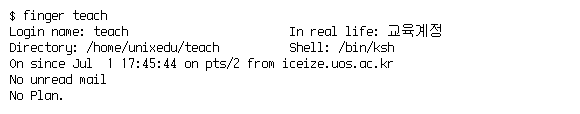 $ finger teach
Login name: teach                       In real life: 교육계정
Directory: /home/unixedu/teach          Shell: /bin/ksh
On since Jul  1 17:45:44 on pts/2 from iceize.uos.ac.kr
No unread mail
No Plan.